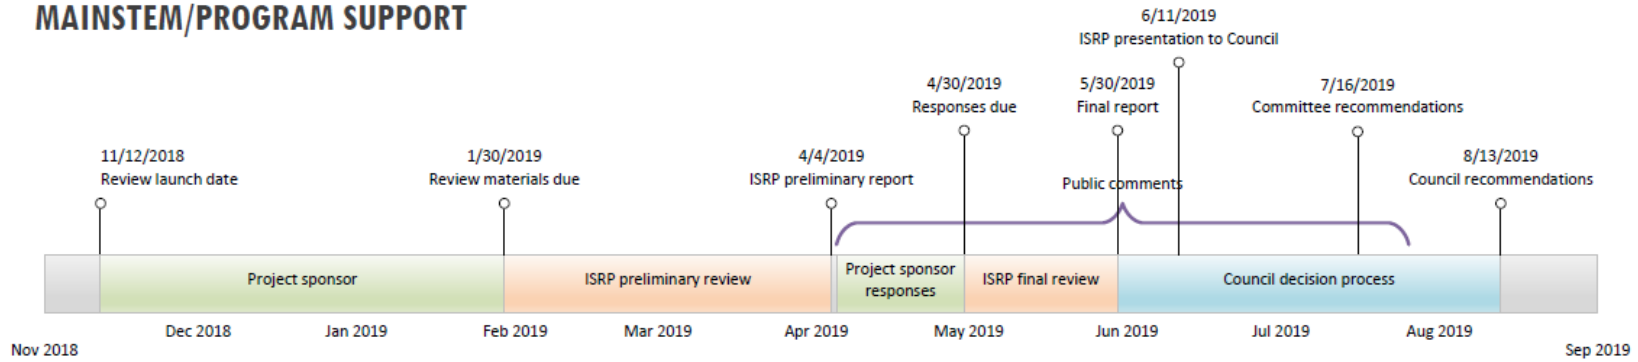 MAINSTEM/PROGRAM SUPPORT
6/11/2019
ISRP presentation to Council
4/30/2019
Responses due
5/30/2019
Final report
7/16/2019
Committee recommendations
11/12/2018
Review launch date
1/30/2019
Review materials due
4/4/2019
ISRP preliminary report
Public comments
8/13/2019
Council recommendations
Project sponsor
ISRP preliminary review
Project sponsor
responses
ISRP final review
Council decision process
Nov 2018
Dec 2018
Jan 2019
Feb 2019
Mar 2019
Apr 2019
May 2019
Jun 2019
Jul 2019
Aug 2019
Sep 2019